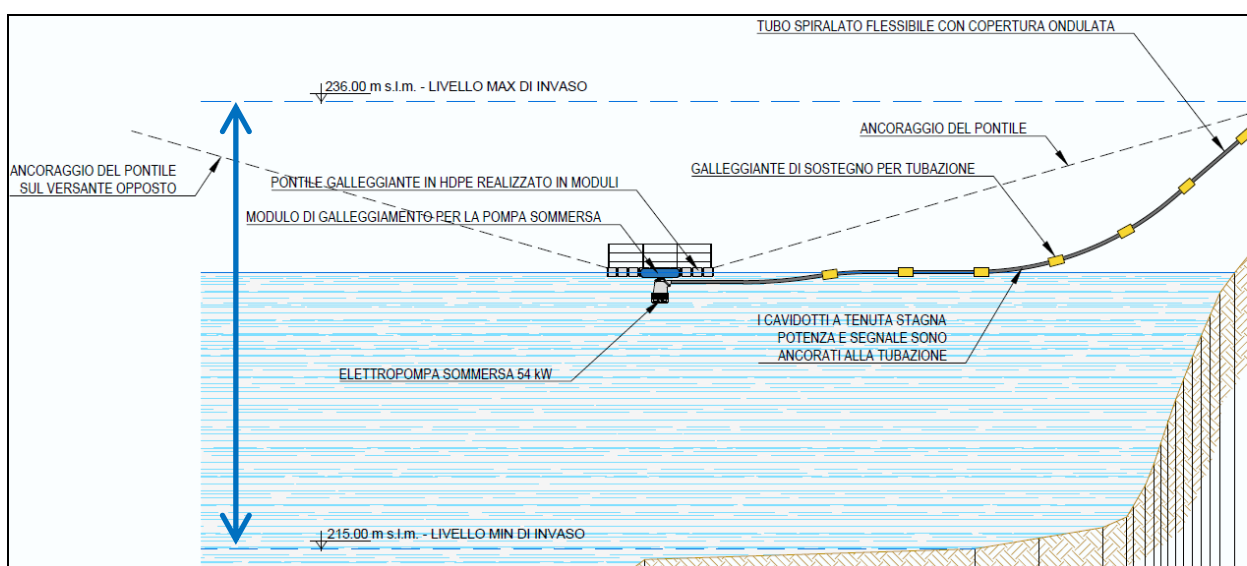 TUBO SPIRALATO FLESSIBILE CON COPERTURA ONDULATA
236.00 m s.l.m. - LIVELLO MAX DI INVASO
ANCORAGGIO DEL PONTILE
ANCORAGGIO DEL PONTILE
SUL VERSANTE OPPOSTO
GALLEGGIANTE DI SOSTEGNO PER TUBAZIONE
PONTILE GALLEGGIANTE IN HDPE REALIZZATO IN MODULI
MODULO DI GALLEGGIAMENTO PER LA POMPA SOMMERSA
I CAVIDOTTI A TENUTA STAGNA
POTENZA E SEGNALE SONO
ANCORATI ALLA TUBAZIONE
ELETTROPOMPA SOMMERSA 54 kW
215.00 m s.l.m. - LIVELLO MIN DI INVASO